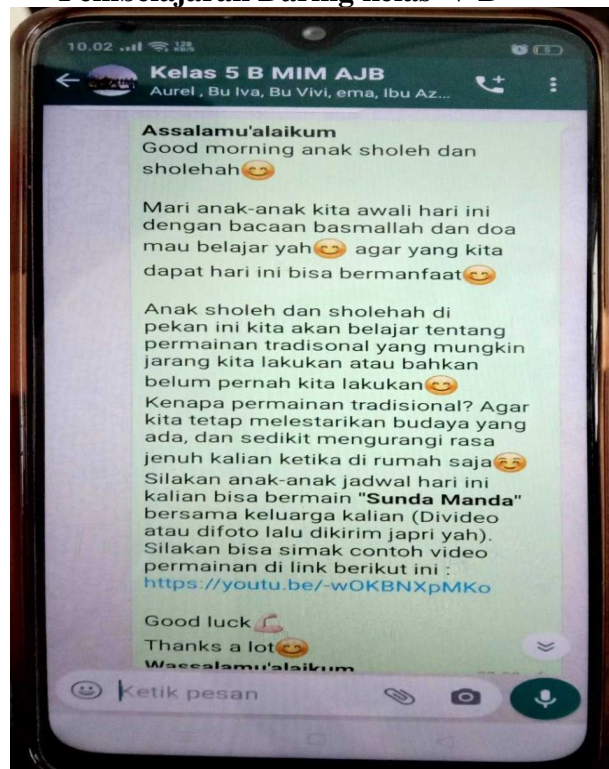 Pembelajaran Daring kelas V B
10.02
128
KB/S
Kelas 5 B MIM AJB
Aurel , Bu Iva, Bu Vivi, ema, Ibu Az...
Assalamu'alaikum
Good morning anak sholeh dan
sholehah😊
Mari anak-anak kita awali hari ini
dengan bacaan basmallah dan doa
mau belajar yah😊 agar yang kita
dapat hari ini bisa bermanfaat😊
Anak sholeh dan sholehah di
pekan ini kita akan belajar tentang
permainan tradisonal yang mungkin
jarang kita lakukan atau bahkan
belum pernah kita lakukan😊
Kenapa permainan tradisional? Agar
kita tetap melestarikan budaya yang
ada, dan sedikit mengurangi rasa
jenuh kalian ketika di rumah saja😊
Silakan anak-anak jadwal hari ini
kalian bisa bermain "Sunda Manda"
bersama keluarga kalian (Divideo
atau difoto lalu dikirim japri yah).
Silakan bisa simak contoh video
permainan di link berikut ini :
https://youtu.be/-wOKBNXpMKo
Good luck💪
Thanks a lot😊
Wassalamu'alaikum
Ketik pesan